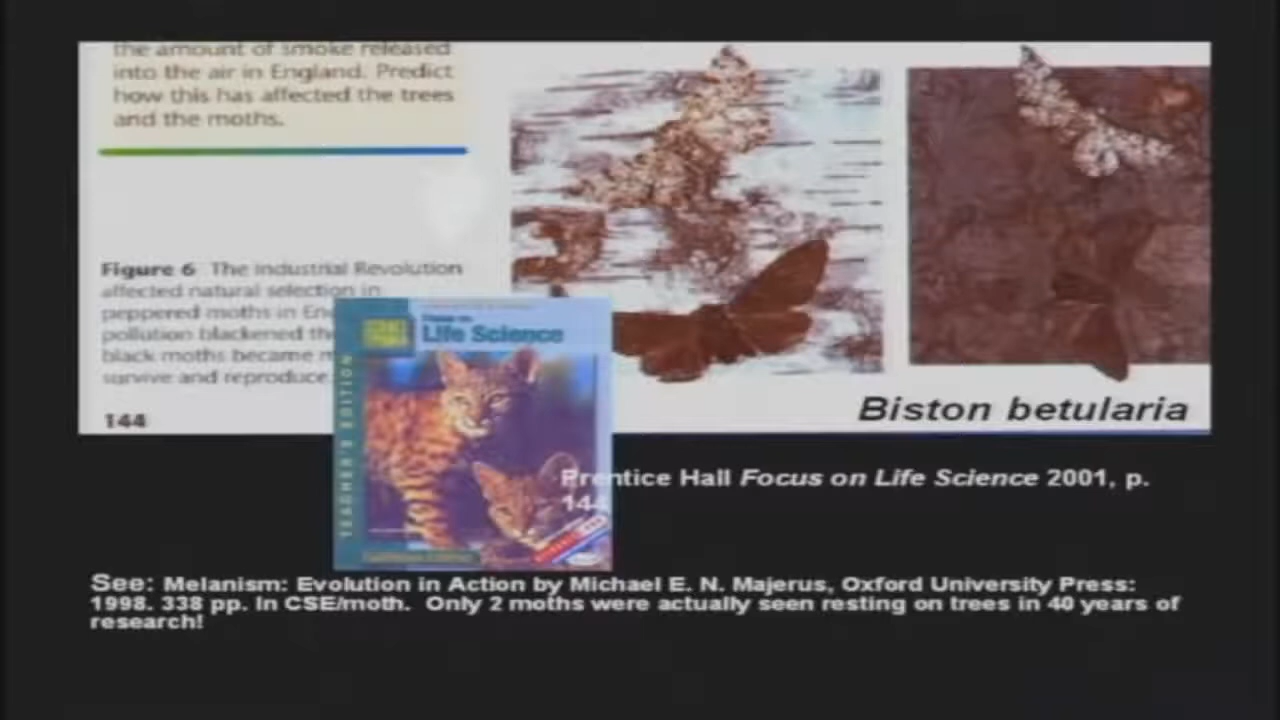 the amount of smoke released
into the air in England. Predict
how this has affected the trees
and the moths.
Figure 6 The Industrial Revolution
affected natural selection in
peppered moths in En
pollution blackened th
black moths became m
survive and reproduce
144
Biston betularia
Life Science
TEACHER'S EDITION
Prentice Hall Focus on Life Science 2001, p.
144
See: Melanism: Evolution in Action by Michael E. N. Majerus, Oxford University Press:
1998. 338 pp. In CSE/moth. Only 2 moths were actually seen resting on trees in 40 years of
research!